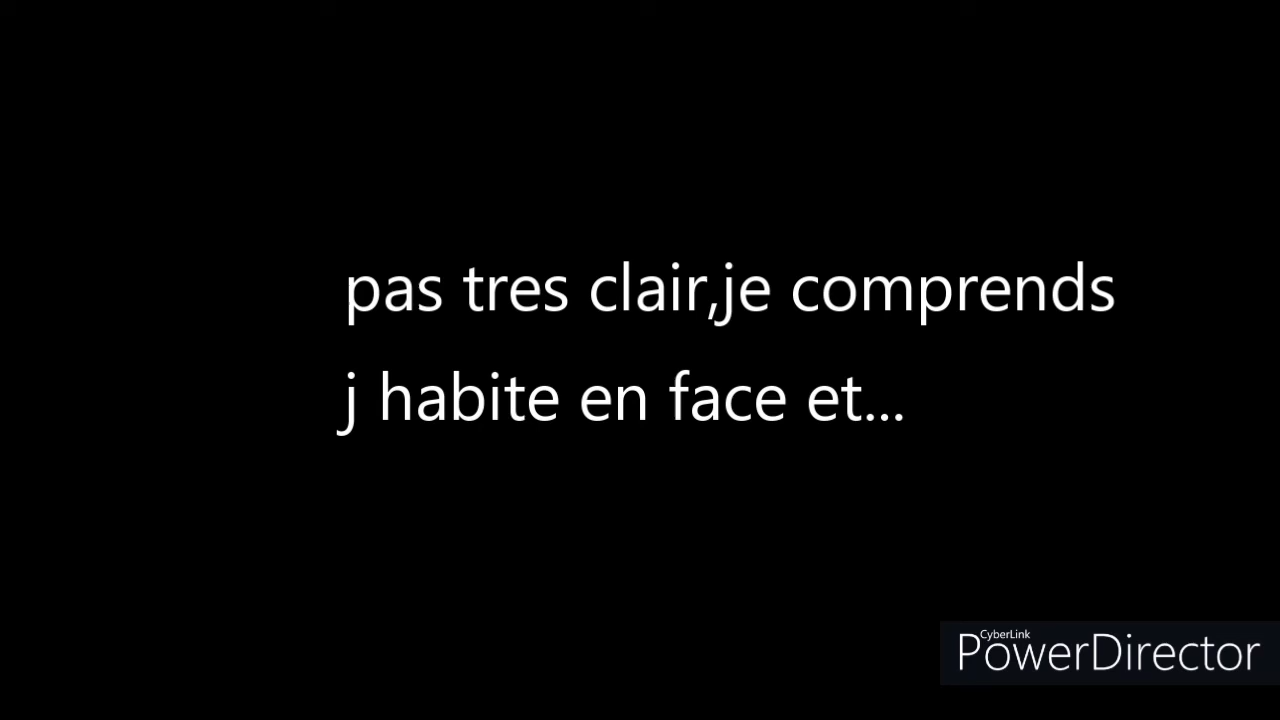 pas tres clair,je comprends
j habite en face et...
CyberLink
PowerDirector